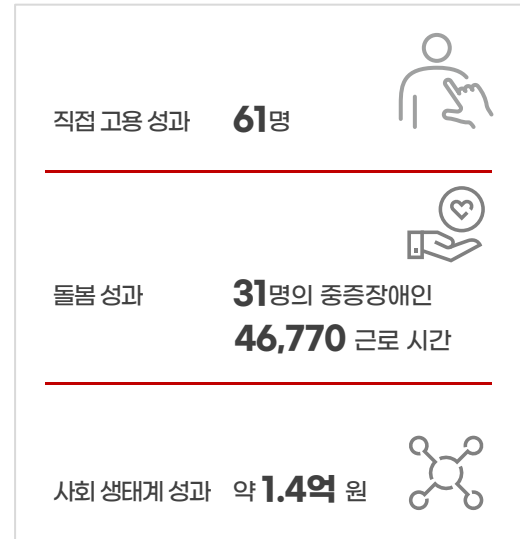 직접 고용 성과 61명
돌봄 성과 31명의 중증장애인
46,770 근로 시간
사회 생태계 성과 약 1.4억 원